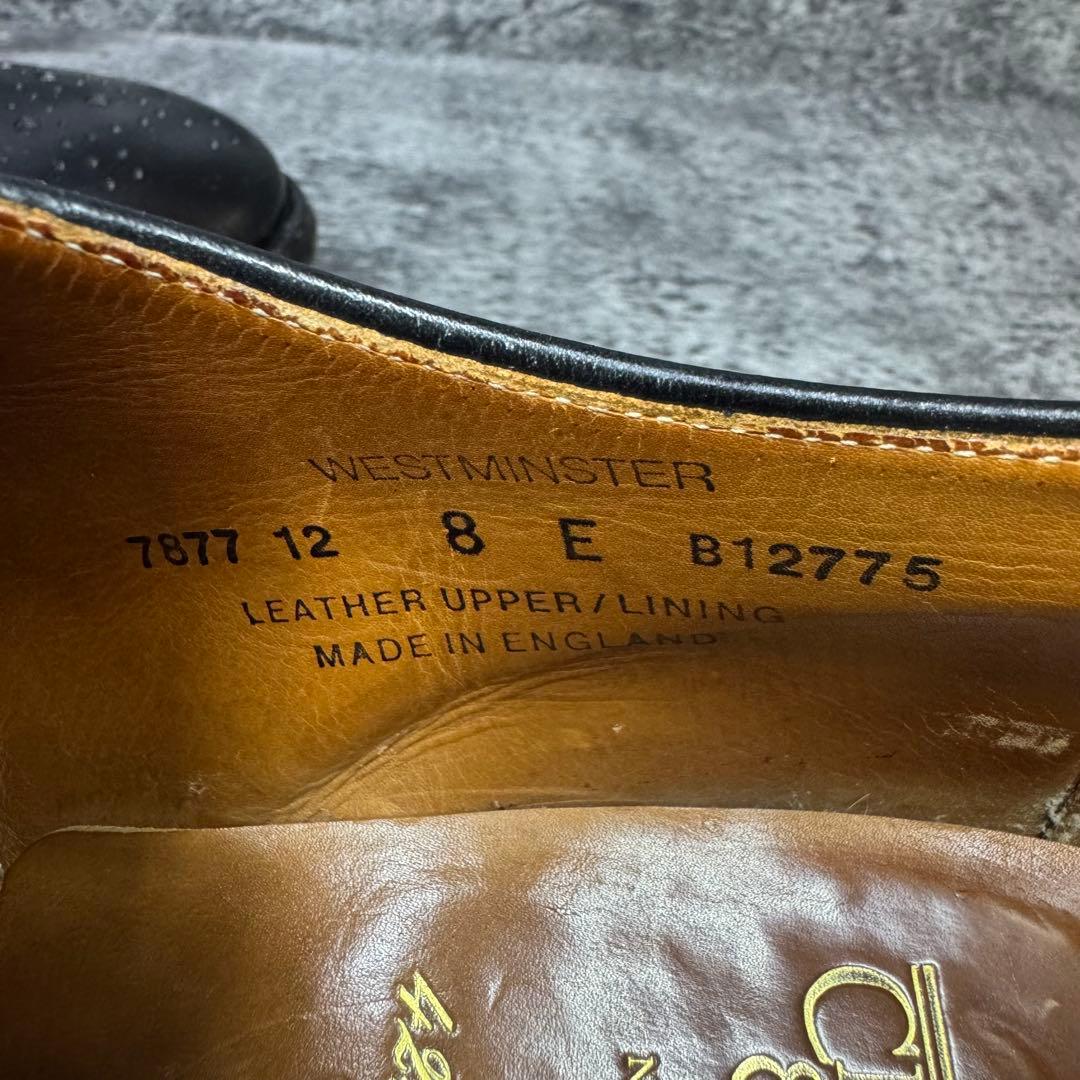 WESTMINSTER
7877 12 8 E B12775
LEATHER UPPER/LINING
MADE IN ENGLAND